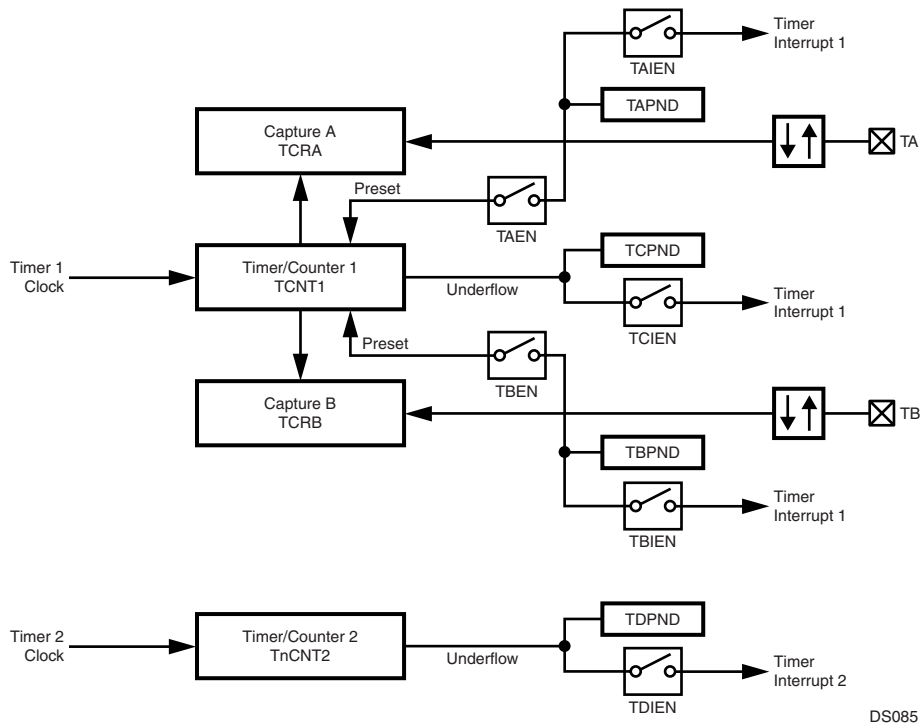 Timer
Interrupt 1
TAIEN
TAPND
Capture A
TCRA
TA
Preset
TAEN
TCPND
Timer 1
Clock
Timer/Counter 1
TCNT1
Underflow
Timer
Interrupt 1
TCIEN
Preset
TBEN
Capture B
TCRB
TB
TBPND
Timer
Interrupt 1
TBIEN
TDPND
Timer 2
Clock
Timer/Counter 2
TnCNT2
Underflow
Timer
Interrupt 2
TDIEN
DS085